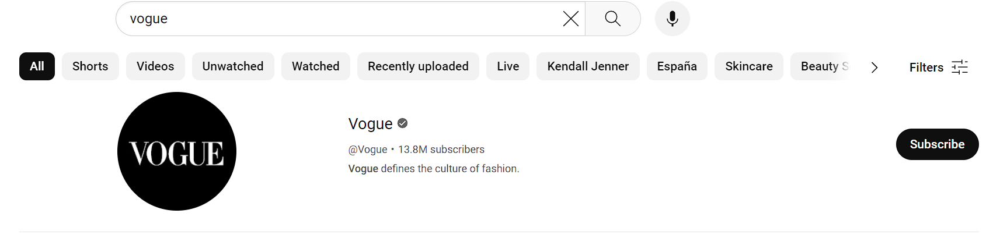 vogue
All Shorts Videos Unwatched Watched Recently uploaded Live Kendall Jenner España Skincare Beauty Filters
VOGUE
Vogue
@Vogue • 13.8M subscribers
Vogue defines the culture of fashion.
Subscribe